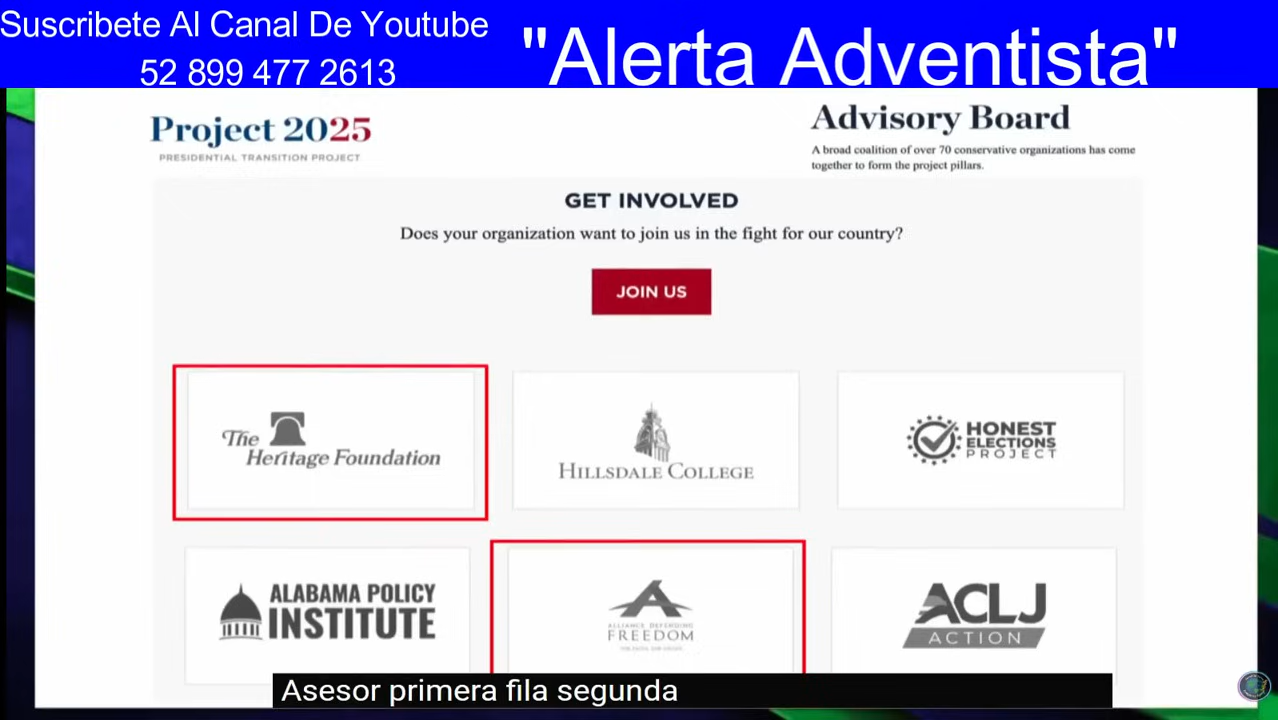 Suscribete Al Canal De Youtube
52 899 477 2613
"Alerta Adventista"
Project 2025
PRESIDENTIAL TRANSITION PROJECT
Advisory Board
A broad coalition of over 70 conservative organizations has come
together to form the project pillars.
GET INVOLVED
Does your organization want to join us in the fight for our country?
JOIN US
The
Heritage Foundation
HILLSDALE COLLEGE
HONEST
ELECTIONS
PROJECT
ALABAMA POLICY
INSTITUTE
ALLIANCE DEFENDING
FREEDOM
ACLJ
ACTION
Asesor primera fila segunda